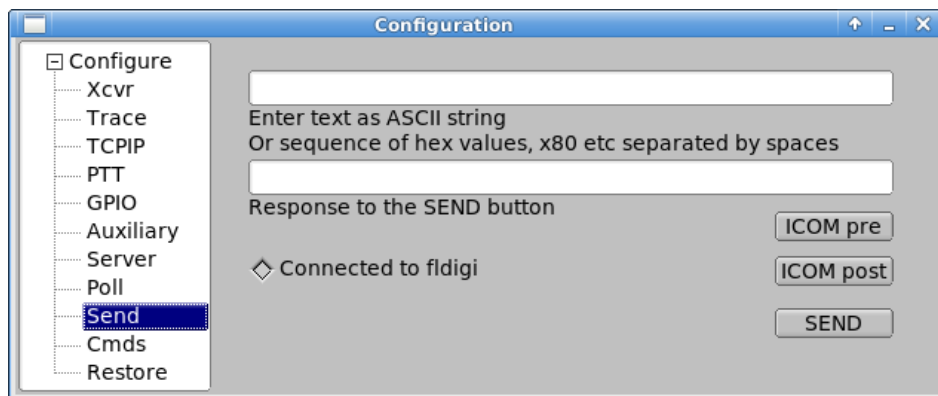 Configuration
Configure
Xcvr
Trace
TCPIP
PTT
GPIO
Auxiliary
Server
Poll
Send
Cmds
Restore
Enter text as ASCII string
Or sequence of hex values, x80 etc separated by spaces
Response to the SEND button
ICOM pre
Connected to fldigi
ICOM post
SEND